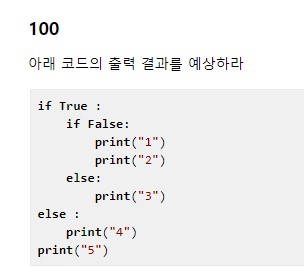 100
아래 코드의 출력 결과를 예상하라
if True :
    if False:
        print("1")
        print("2")
    else:
        print("3")
else :
    print("4")
print("5")